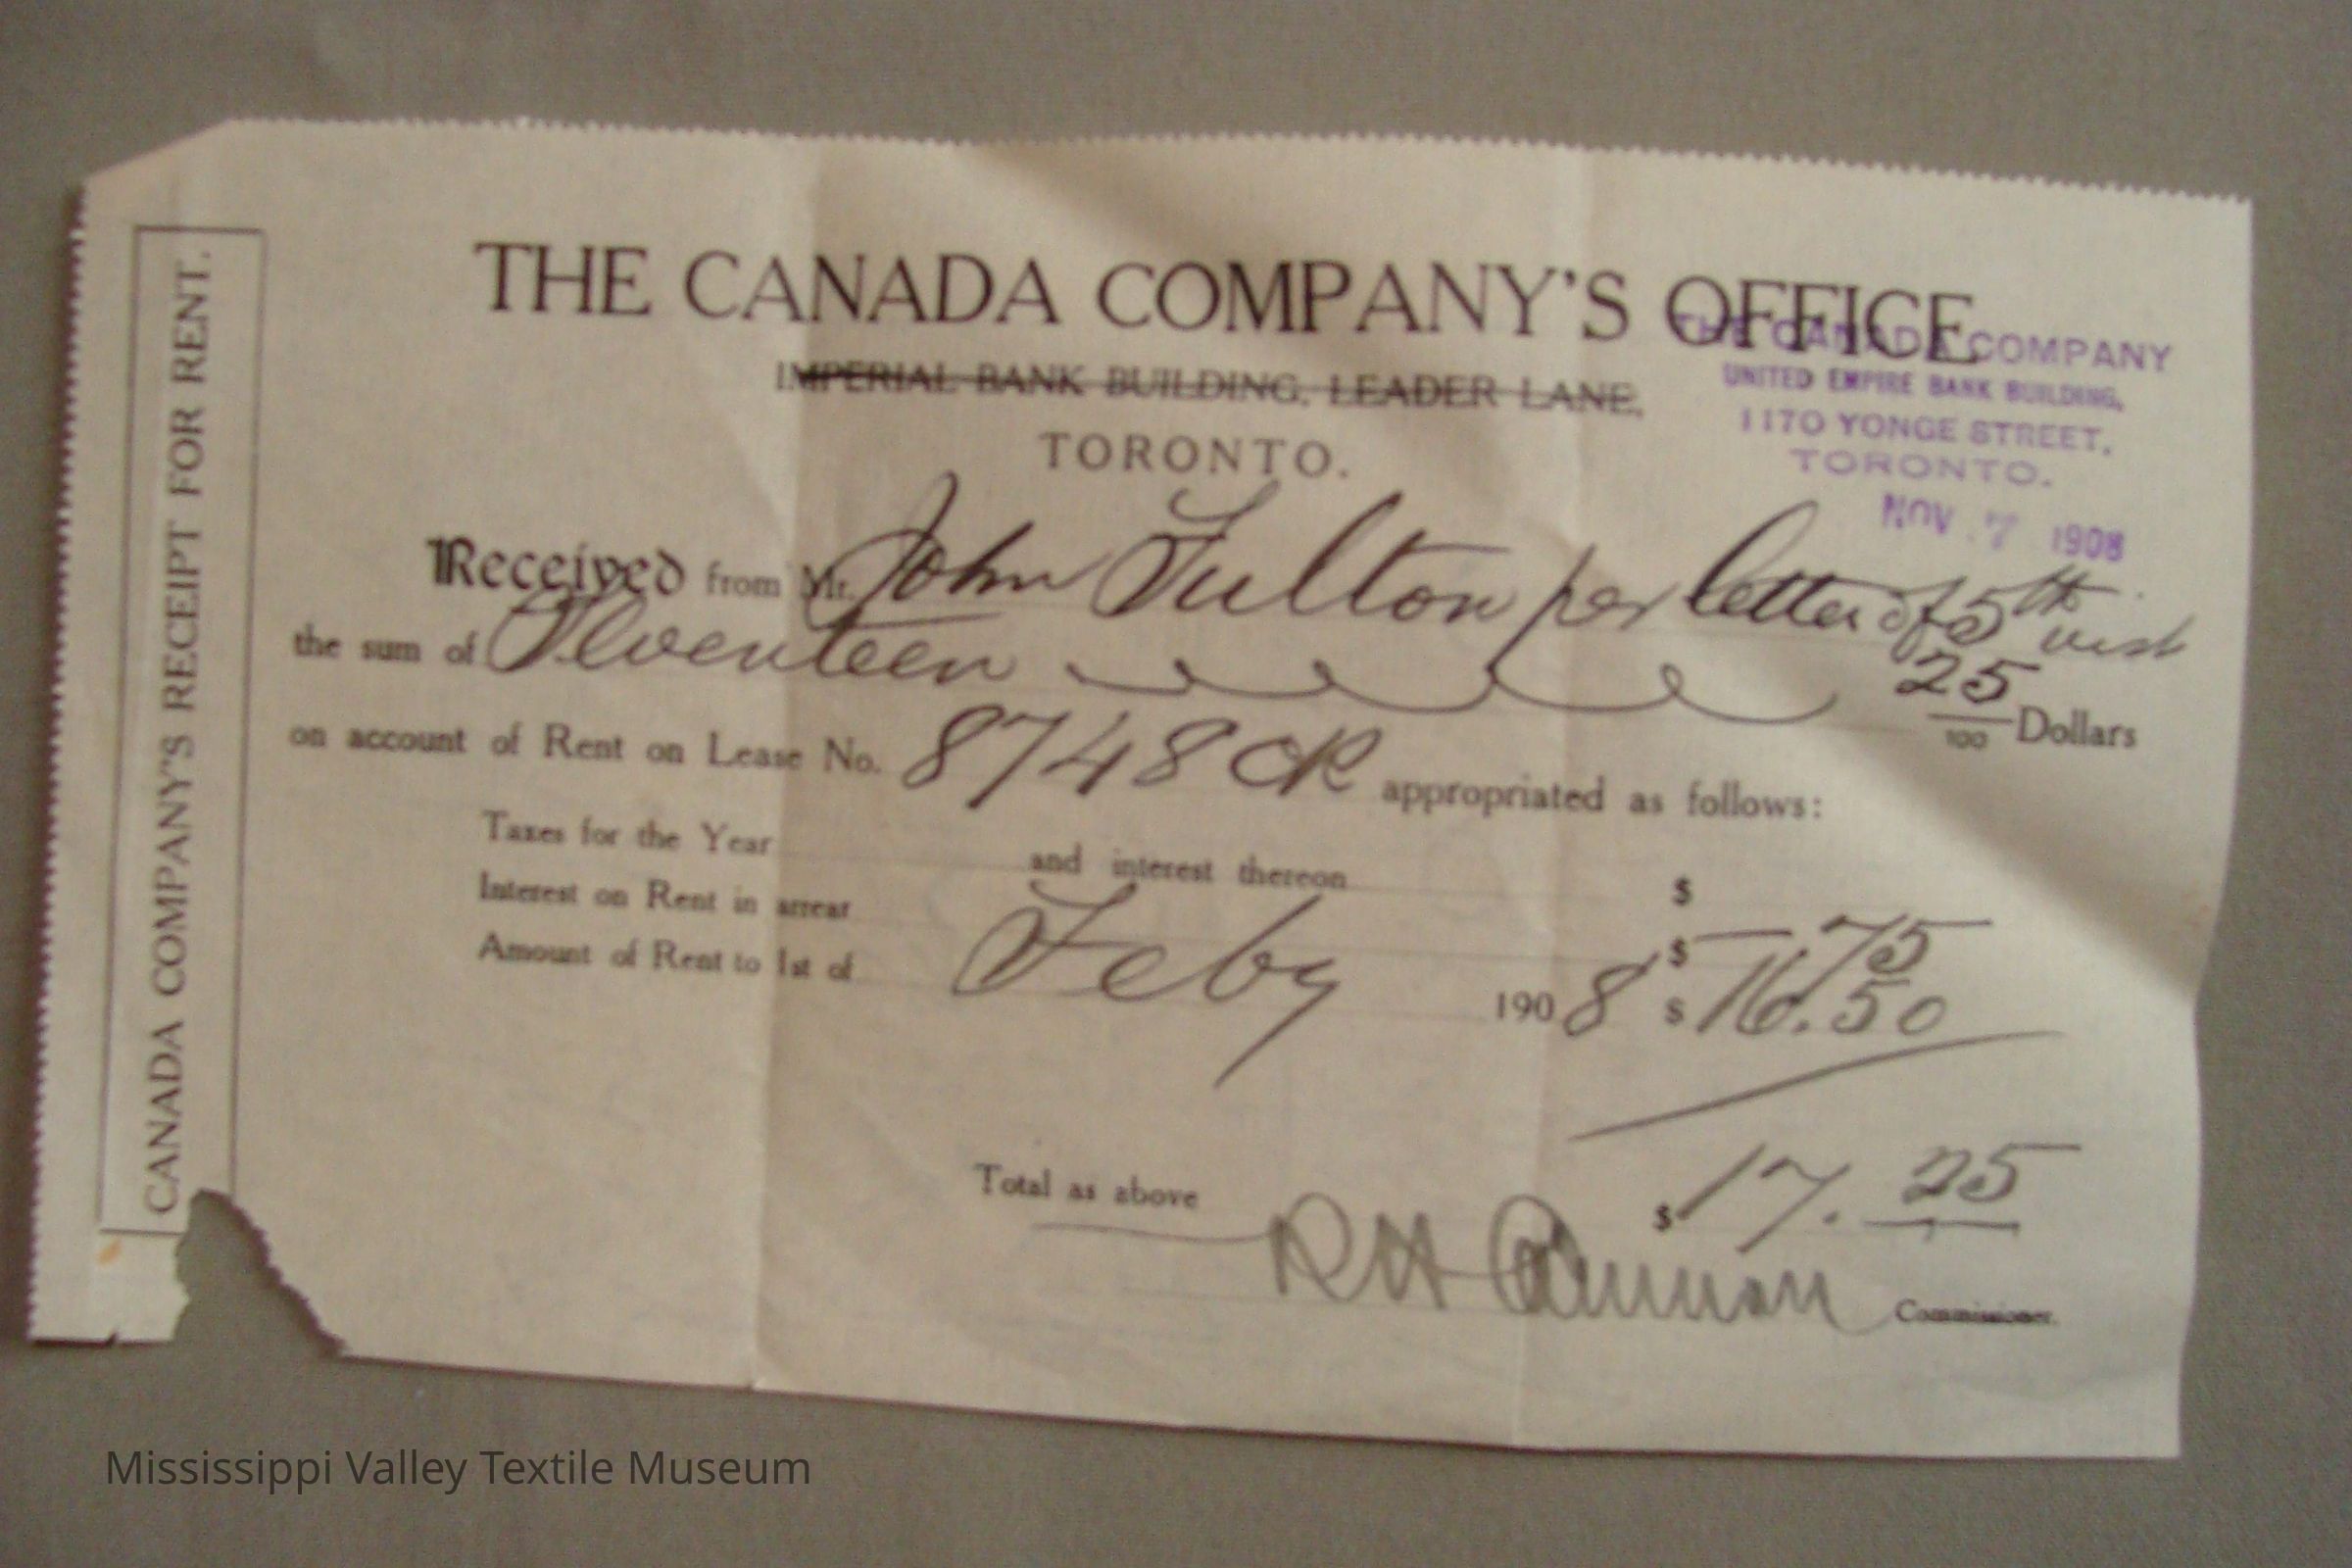 CANADA COMPANY'S RECEIPT FOR RENT.
THE CANADA COMPANY'S OFFICE
IMPERIAL BANK BUILDING, LEADER LANE,
TORONTO.
THE CANADA COMPANY
UNITED EMPIRE BANK BUILDING,
1170 YONGE STREET,
TORONTO.
NOV 7 1908
Received from Mr. John Fulton per letter of 5th
the sum of Seventeen 25/100 Dollars
on account of Rent on Lease No. 8748 CR appropriated as follows:
Taxes for the Year and interest thereon $
Interest on Rent in arrear $ .75
Amount of Rent to 1st of Feby 1908 $ 16.50
Total as above $ 17.25
R H Commissioner.
Mississippi Valley Textile Museum